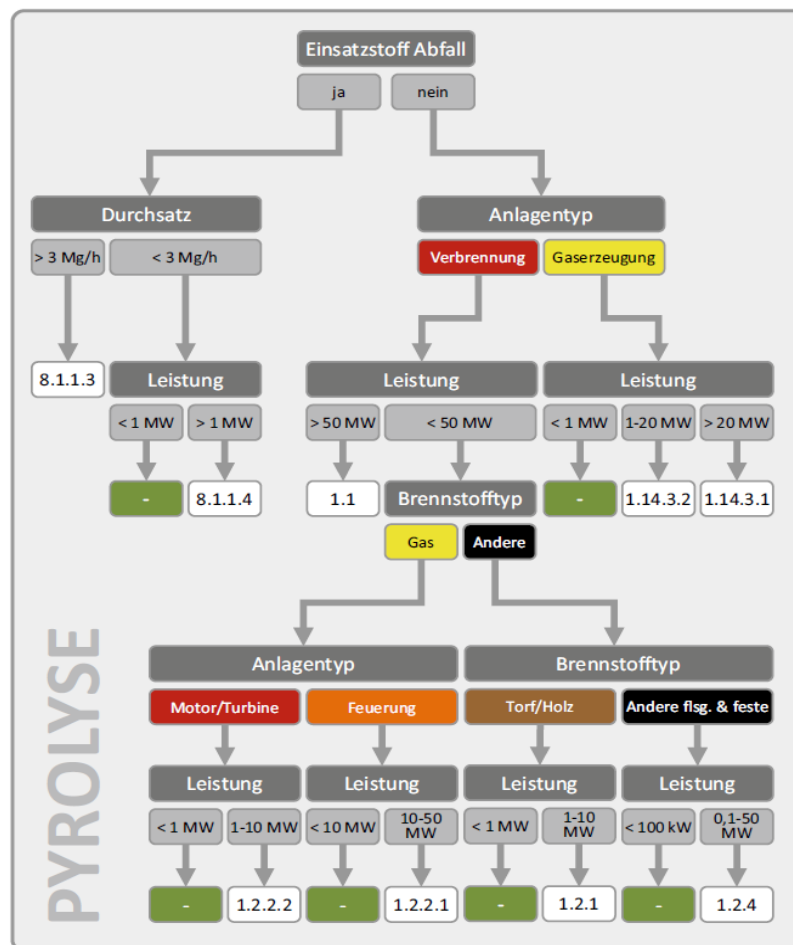 Einsatzstoff Abfall
ja nein
Durchsatz Anlagentyp
> 3 Mg/h < 3 Mg/h Verbrennung Gaserzeugung
8.1.1.3 Leistung Leistung Leistung
< 1 MW > 1 MW > 50 MW < 50 MW < 1 MW 1-20 MW > 20 MW
- 8.1.1.4 1.1 Brennstofftyp - 1.14.3.2 1.14.3.1
Gas Andere
Anlagentyp Brennstofftyp
Motor/Turbine Feuerung Torf/Holz Andere flsg. & feste
Leistung Leistung Leistung Leistung
< 1 MW 1-10 MW < 10 MW 10-50 MW < 1 MW 1-10 MW < 100 kW 0,1-50 MW
- 1.2.2.2 - 1.2.2.1 - 1.2.1 - 1.2.4
PYROLYSE